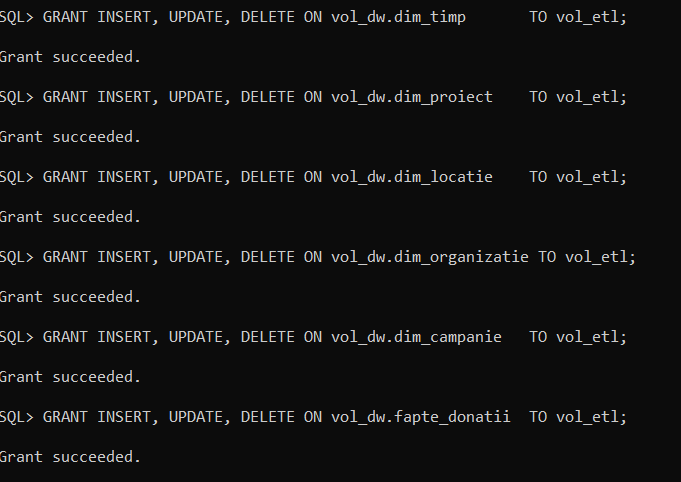 SQL> GRANT INSERT, UPDATE, DELETE ON vol_dw.dim_timp       TO vol_etl;
Grant succeeded.
SQL> GRANT INSERT, UPDATE, DELETE ON vol_dw.dim_proiect    TO vol_etl;
Grant succeeded.
SQL> GRANT INSERT, UPDATE, DELETE ON vol_dw.dim_locatie    TO vol_etl;
Grant succeeded.
SQL> GRANT INSERT, UPDATE, DELETE ON vol_dw.dim_organizatie TO vol_etl;
Grant succeeded.
SQL> GRANT INSERT, UPDATE, DELETE ON vol_dw.dim_campanie   TO vol_etl;
Grant succeeded.
SQL> GRANT INSERT, UPDATE, DELETE ON vol_dw.fapte_donatii  TO vol_etl;
Grant succeeded.